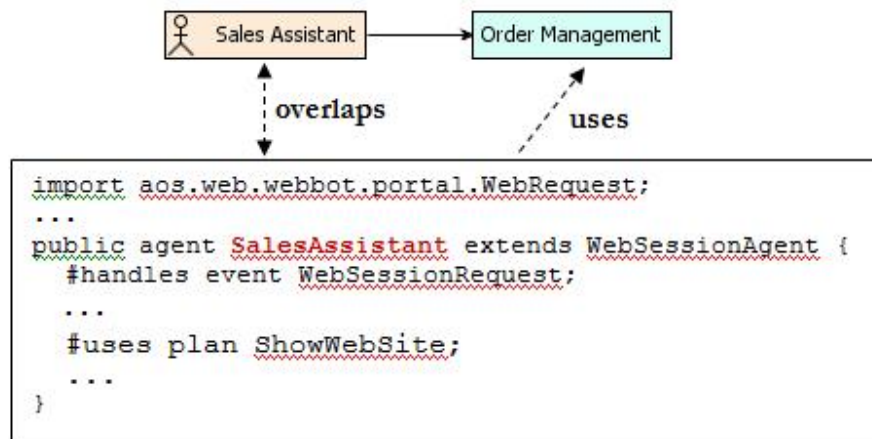 Sales Assistant
Order Management
overlaps
uses
import aos.web.webbot.portal.WebRequest;
...
public agent SalesAssistant extends WebSessionAgent {
#handles event WebSessionRequest;
...
#uses plan ShowWebSite;
...
}